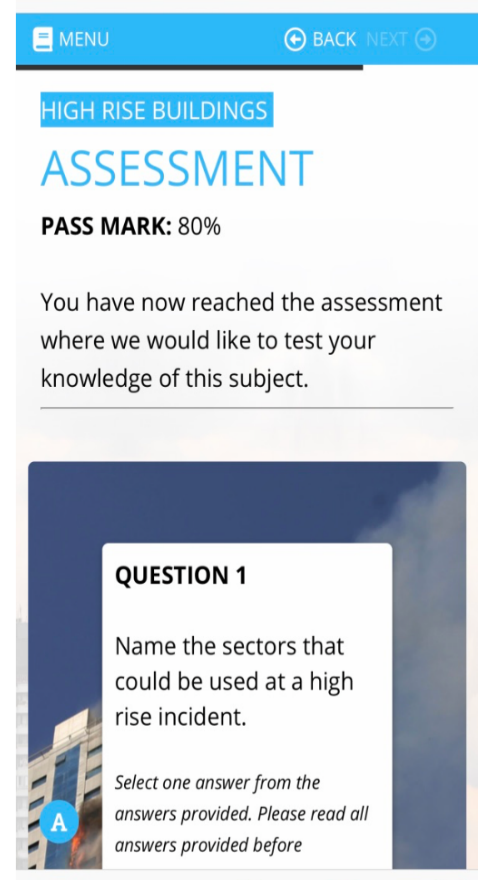 MENU BACK NEXT
HIGH RISE BUILDINGS
ASSESSMENT
PASS MARK: 80%
You have now reached the assessment
where we would like to test your
knowledge of this subject.
QUESTION 1
Name the sectors that
could be used at a high
rise incident.
Select one answer from the
answers provided. Please read all
answers provided before
A